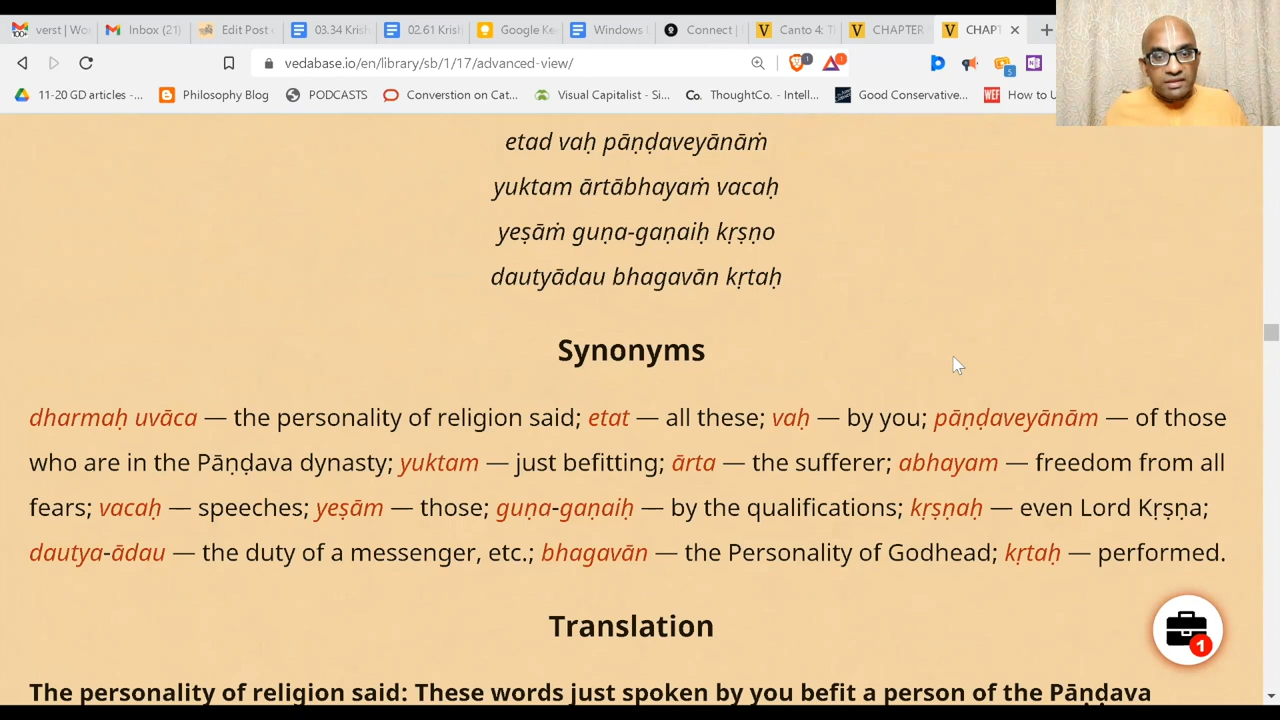 verst | Wo
Inbox (21)
Edit Post
03.34 Krish
02.61 Krish
Google Ke
Windows
Connect |
Canto 4: T
CHAPTER
CHAPT
vedabase.io/en/library/sb/1/17/advanced-view/
11-20 GD articles -...
Philosophy Blog
PODCASTS
Converstion - Cat...
Visual Capitalist - Si...
Co. ThoughtCo. - Intell...
Good Conservative...
WEF How to U
etad vaḥ pāṇḍaveyānāṁ
yuktam ārtābhayaṁ vacaḥ
yeṣāṁ guṇa-gaṇaiḥ kṛṣṇo
dautyādau bhagavān kṛtaḥ
Synonyms
dharmaḥ uvāca — the personality of religion said; etat — all these; vaḥ — by you; pāṇḍaveyānām — of those
who are in the Pāṇḍava dynasty; yuktam — just befitting; ārta — the sufferer; abhayam — freedom from all
fears; vacaḥ — speeches; yeṣām — those; guṇa-gaṇaiḥ — by the qualifications; kṛṣṇaḥ — even Lord Kṛṣṇa;
dautya-ādau — the duty of a messenger, etc.; bhagavān — the Personality of Godhead; kṛtaḥ — performed.
1
Translation
The personality of religion said: These words just spoken by you befit a person of the Pāṇḍava